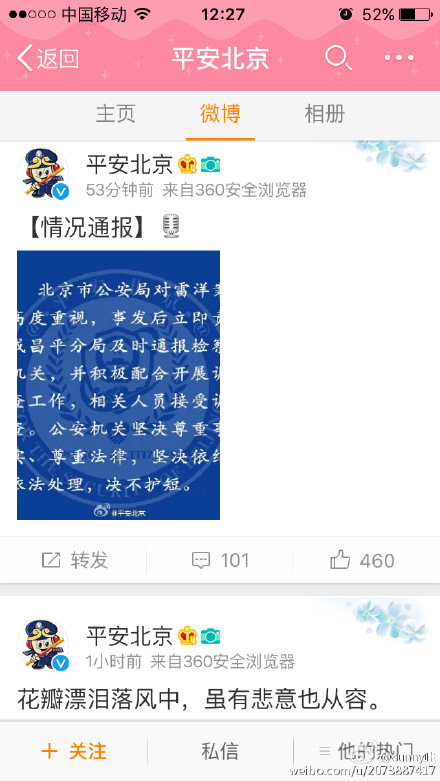 中国移动 12:27 52%
返回 平安北京
主页 微博 相册
平安北京
53分钟前 来自360安全浏览器
【情况通报】
北京市公安局对雷洋案
高度重视，事发后立即责
成昌平分局及时通报检察
机关，并积极配合开展调
查工作，相关人员接受调
查。公安机关坚决尊重事
实、尊重法律，坚决依纪
依法处理，决不护短。
@平安北京
转发 101 460
平安北京
1小时前 来自360安全浏览器
花瓣漂泪落风中，虽有悲意也从容。
+ 关注 私信 他的热门
weibo.com/u/2073887417